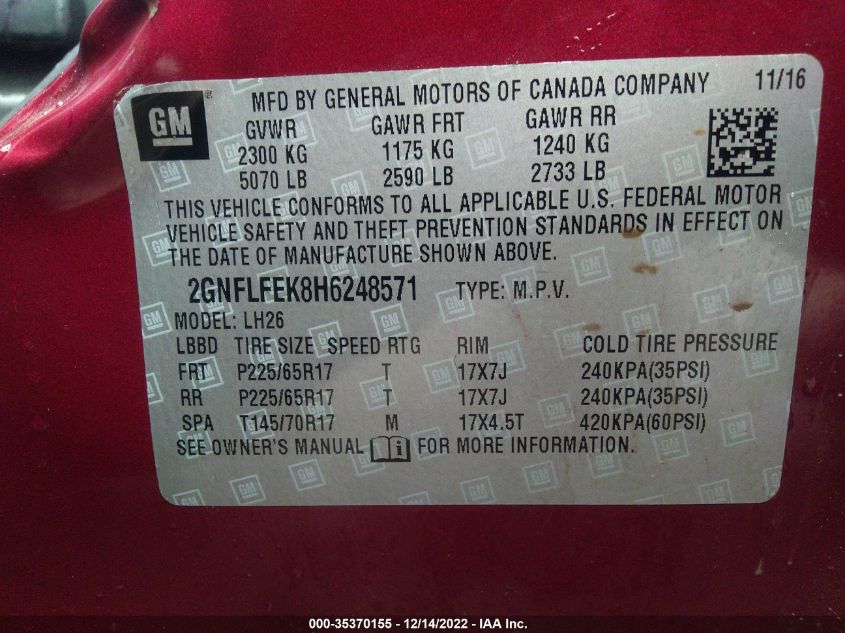 GM
MFD BY GENERAL MOTORS OF CANADA COMPANY 11/16
GVWR GAWR FRT GAWR RR
2300 KG 1175 KG 1240 KG
5070 LB 2590 LB 2733 LB
THIS VEHICLE CONFORMS TO ALL APPLICABLE U.S. FEDERAL MOTOR
VEHICLE SAFETY AND THEFT PREVENTION STANDARDS IN EFFECT ON
THE DATE OF MANUFACTURE SHOWN ABOVE.
2GNFLFEK8H6248571 TYPE: M.P.V.
MODEL: LH26
LBBD TIRE SIZE SPEED RTG RIM COLD TIRE PRESSURE
FRT P225/65R17 T 17X7J 240KPA(35PSI)
RR P225/65R17 T 17X7J 240KPA(35PSI)
SPA T145/70R17 M 17X4.5T 420KPA(60PSI)
SEE OWNER'S MANUAL i FOR MORE INFORMATION.
000-35370155 - 12/14/2022 - IAA Inc.